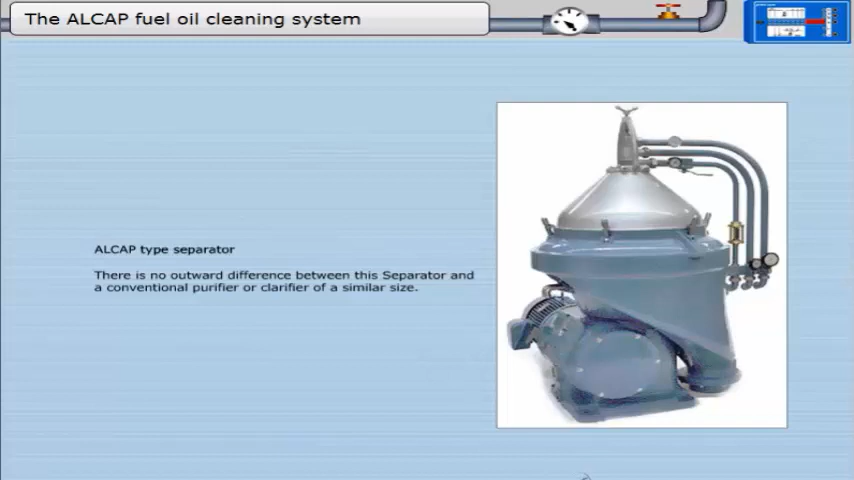 The ALCAP fuel oil cleaning system
ALCAP type separator
There is no outward difference between this Separator and
a conventional purifier or clarifier of a similar size.